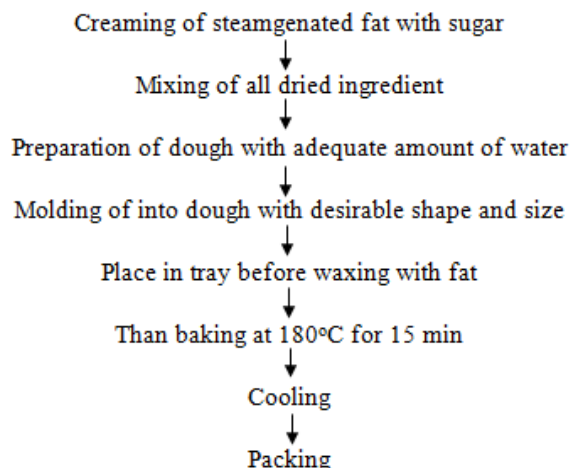 Creaming of steamgenated fat with sugar
Mixing of all dried ingredient
Preparation of dough with adequate amount of water
Molding of into dough with desirable shape and size
Place in tray before waxing with fat
Than baking at 180°C for 15 min
Cooling
Packing